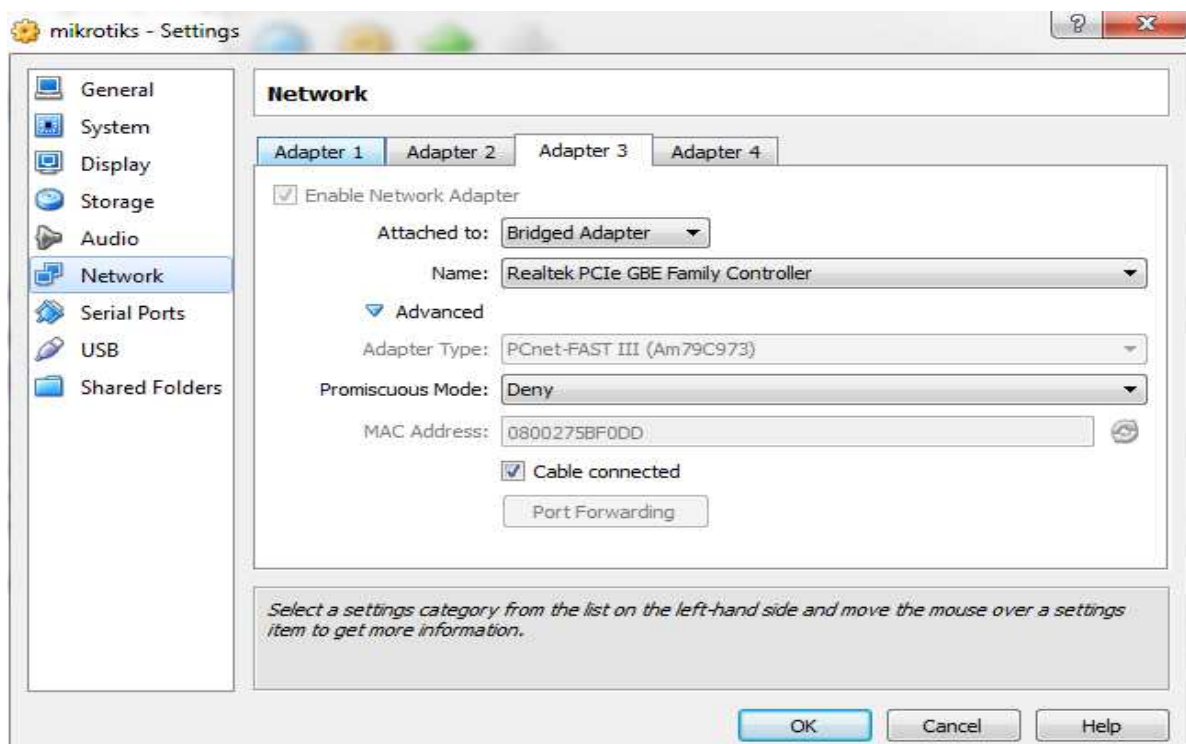 mikrotiks - Settings
General
System
Display
Storage
Audio
Network
Serial Ports
USB
Shared Folders
Network
Adapter 1 Adapter 2 Adapter 3 Adapter 4
Enable Network Adapter
Attached to: Bridged Adapter
Name: Realtek PCIe GBE Family Controller
Advanced
Adapter Type: PCnet-FAST III (Am79C973)
Promiscuous Mode: Deny
MAC Address: 0800275BF0DD
Cable connected
Port Forwarding
Select a settings category from the list on the left-hand side and move the mouse over a settings
item to get more information.
OK Cancel Help